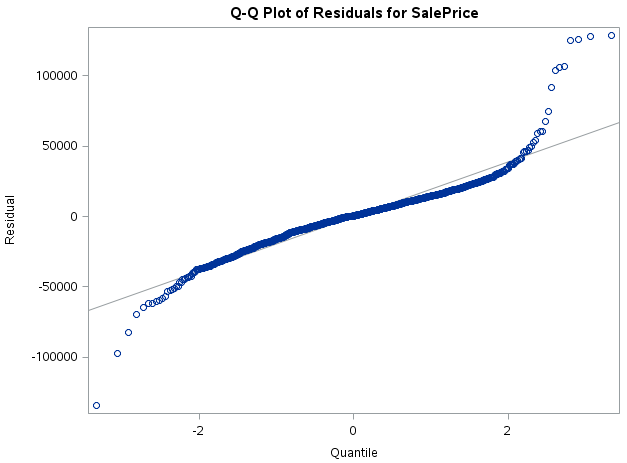 Q-Q Plot of Residuals for SalePrice
100000
50000
0
-50000
-100000
Residual
-2
0
2
Quantile